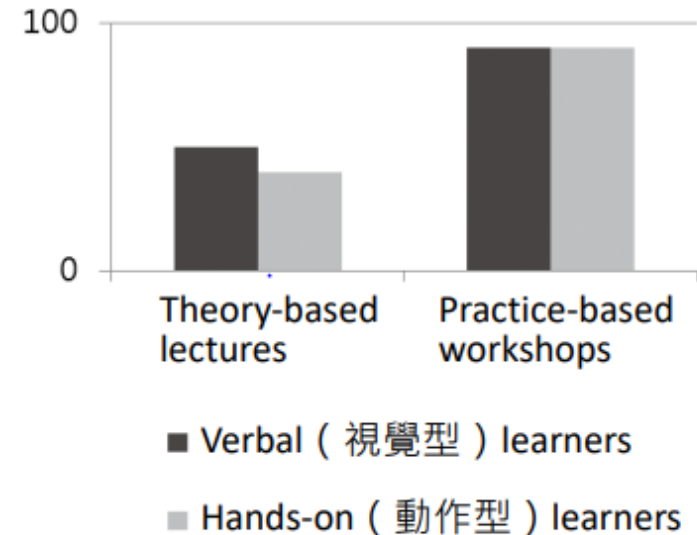 100
0
Theory-based Practice-based
lectures workshops
■ Verbal（視覺型）learners
■ Hands-on（動作型）learners